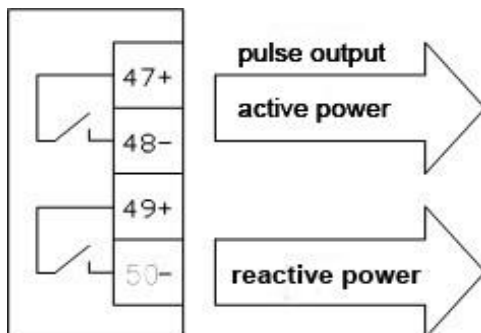 47+
48-
49+
50-
pulse output
active power
reactive power